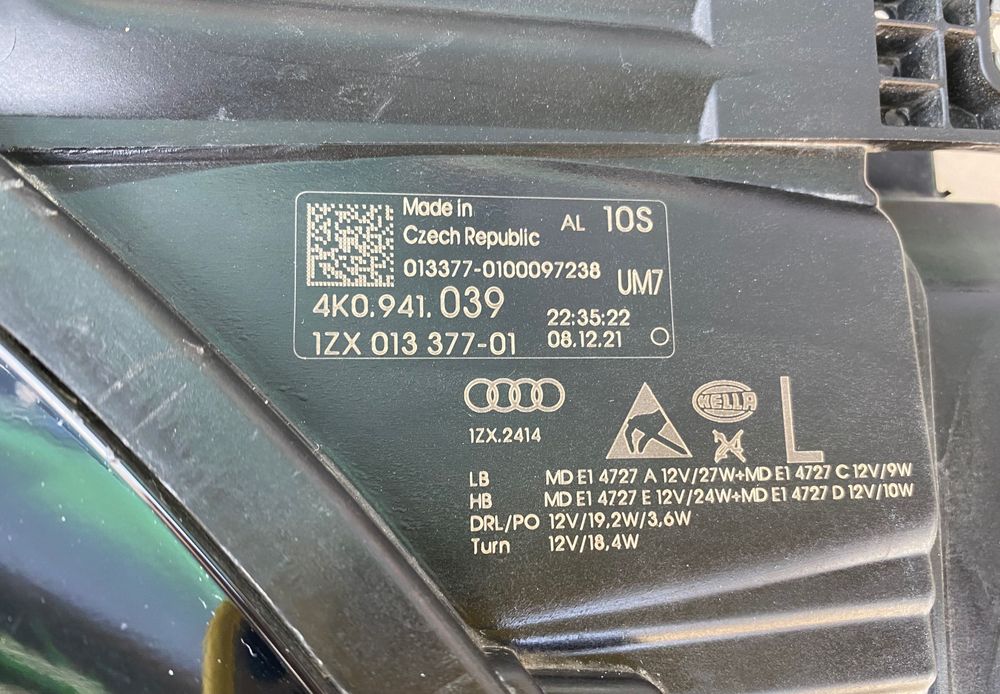 Made in
Czech Republic
AL 10S
013377-0100097238
UM7
4K0.941.039
22:35:22
1ZX 013 377-01
08.12.21
HELLA
L
1ZX.2414
LB MD E1 4727 A 12V/27W+MD E1 4727 C 12V/9W
HB MD E1 4727 E 12V/24W+MD E1 4727 D 12V/10W
DRL/PO 12V/19,2W/3,6W
Turn 12V/18,4W